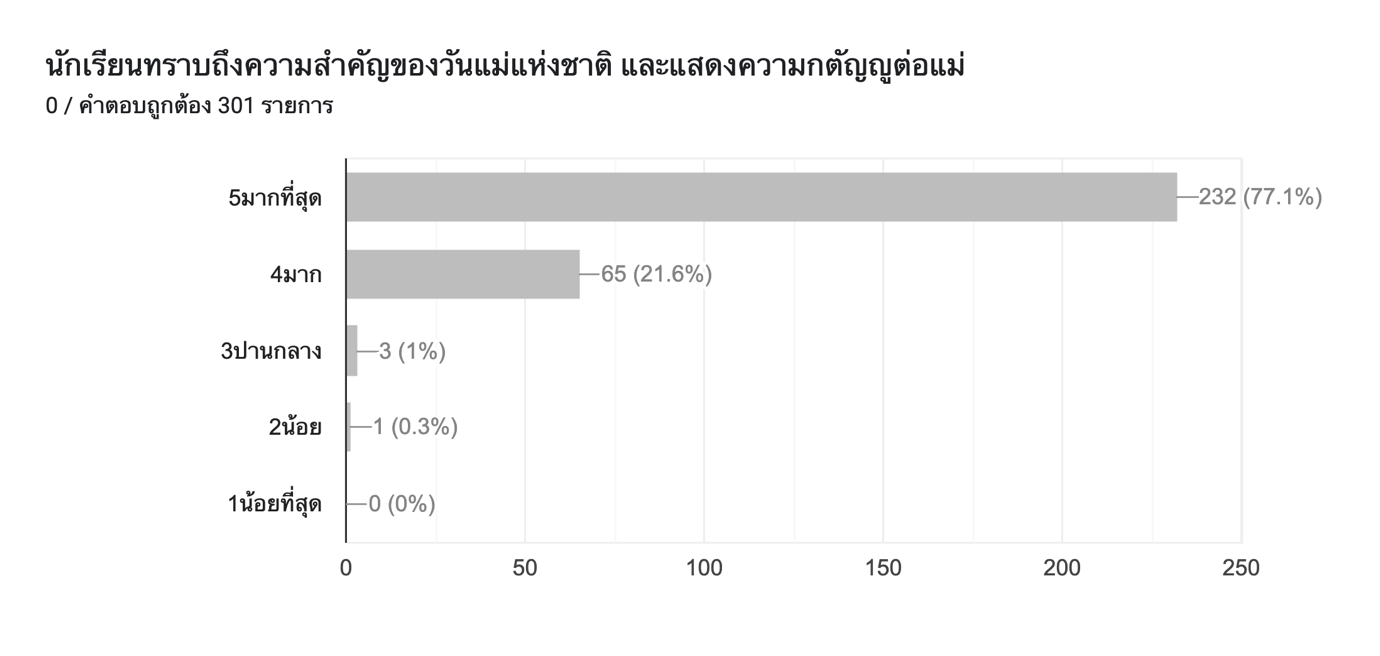 นักเรียนทราบถึงความสำคัญของวันแม่แห่งชาติ และแสดงความกตัญญูต่อแม่
0 / คำตอบถูกต้อง 301 รายการ
5มากที่สุด 232 (77.1%)
4มาก 65 (21.6%)
3ปานกลาง 3 (1%)
2น้อย 1 (0.3%)
1น้อยที่สุด 0 (0%)
0 50 100 150 200 250